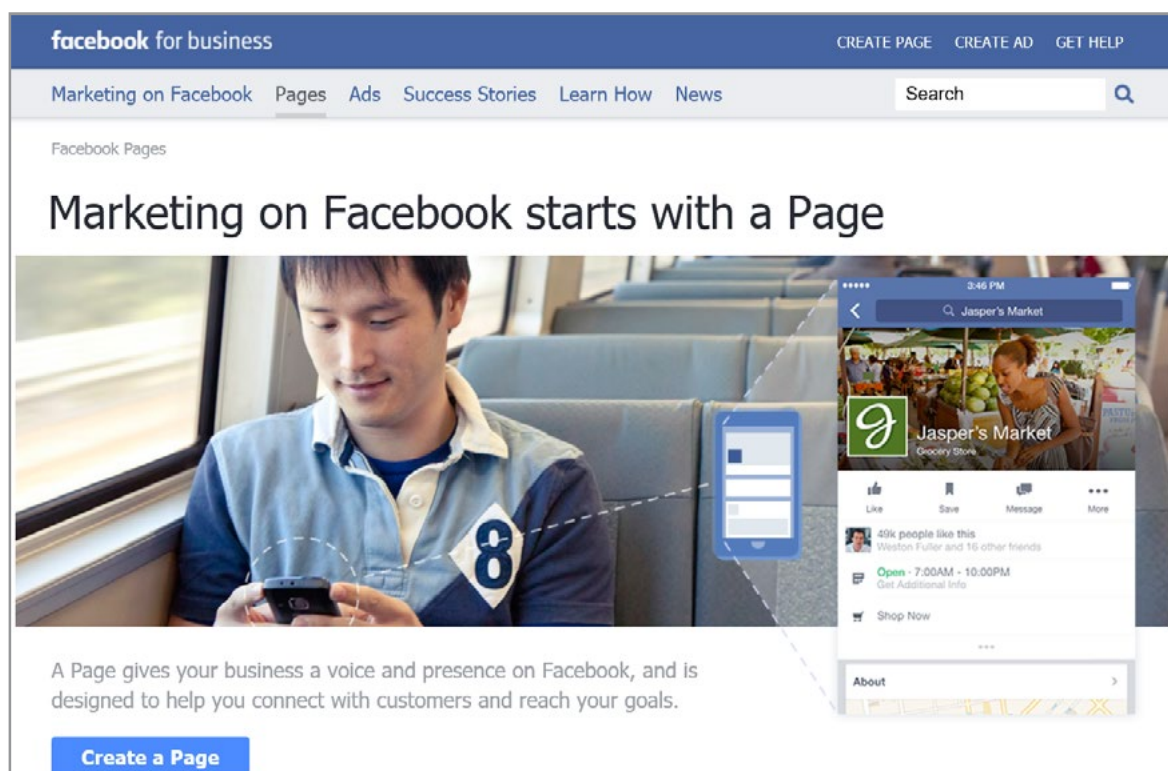 facebook for business
CREATE PAGE CREATE AD GET HELP
Marketing on Facebook Pages Ads Success Stories Learn How News
Search
Facebook Pages
Marketing on Facebook starts with a Page
3:46 PM
Jasper's Market
Jasper's Market
Grocery Store
Like Save Message More
49k people like this
Weston Fuller and 16 other friends
Open - 7:00AM - 10:00PM
Get Additional Info
Shop Now
About
8
A Page gives your business a voice and presence on Facebook, and is
designed to help you connect with customers and reach your goals.
Create a Page